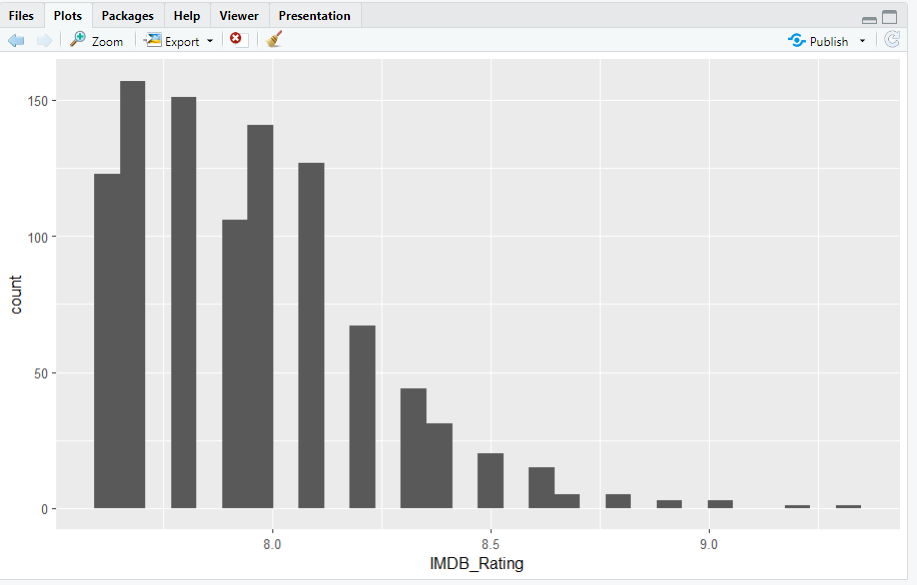 Files Plots Packages Help Viewer Presentation
Zoom Export Publish
150
100
50
0
count
8.0 8.5 9.0
IMDB_Rating